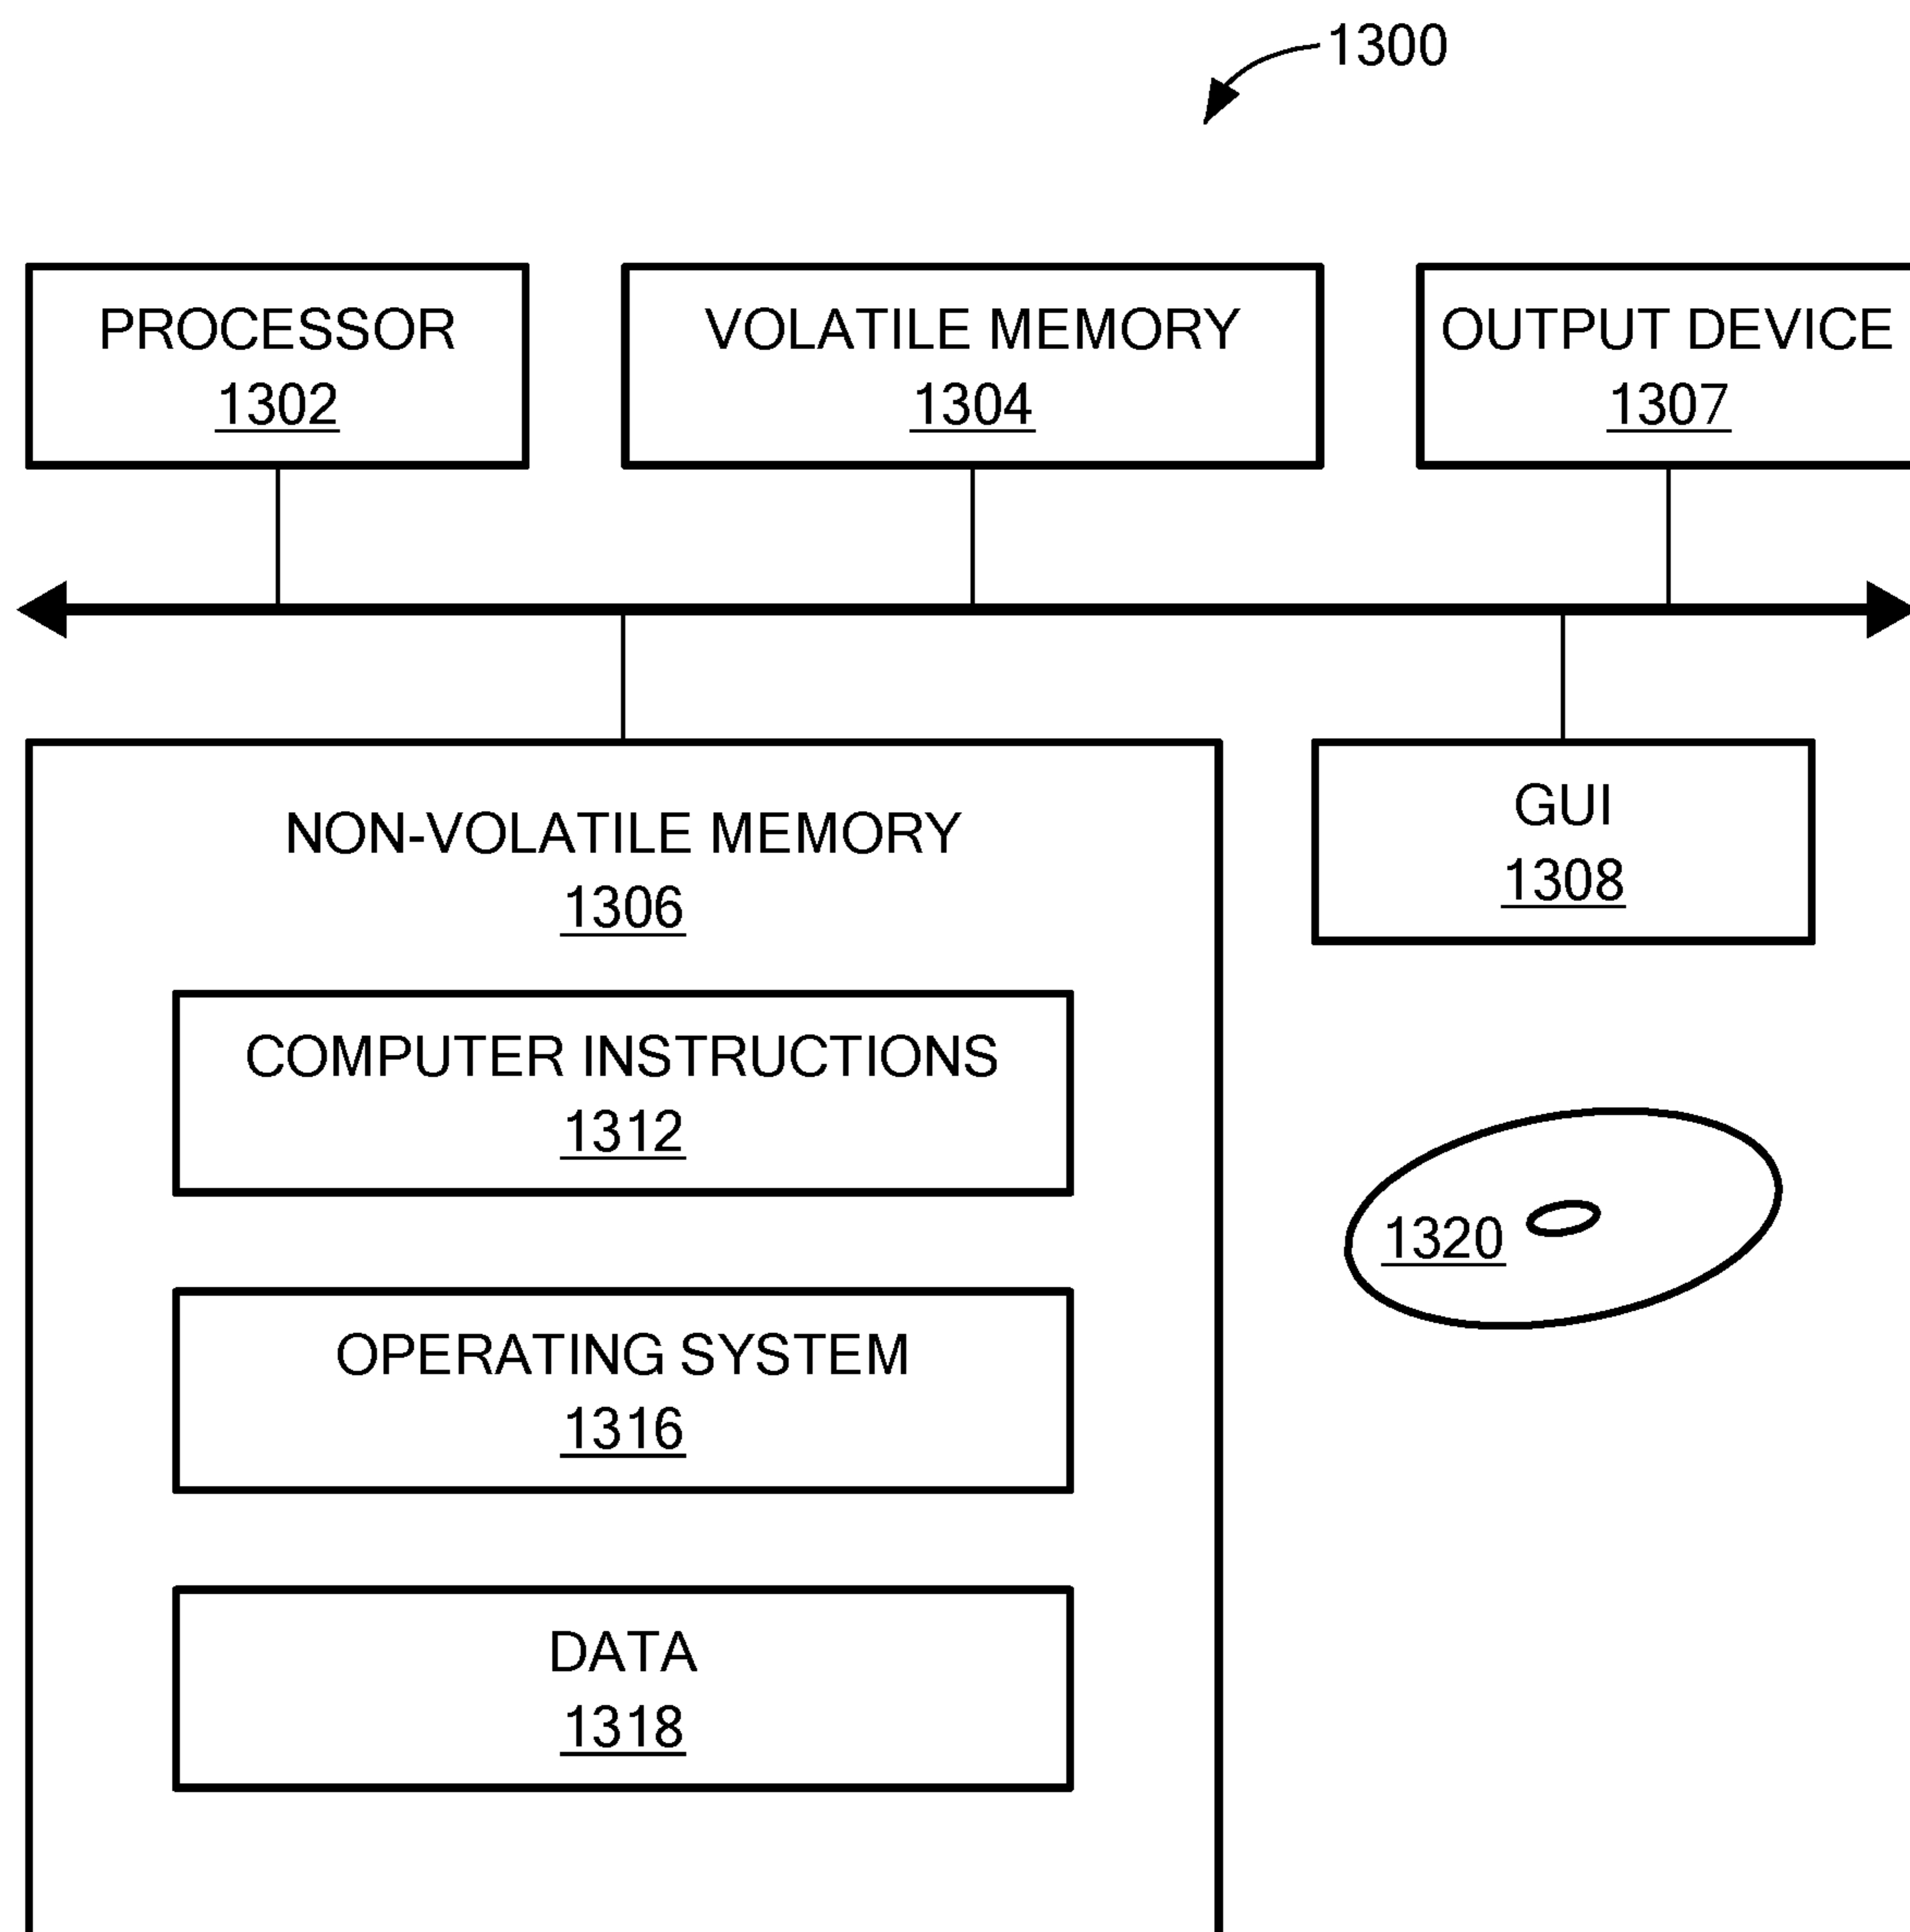 1300
PROCESSOR
1302
VOLATILE MEMORY
1304
OUTPUT DEVICE
1307
NON-VOLATILE MEMORY
1306
GUI
1308
COMPUTER INSTRUCTIONS
1312
1320
OPERATING SYSTEM
1316
DATA
1318